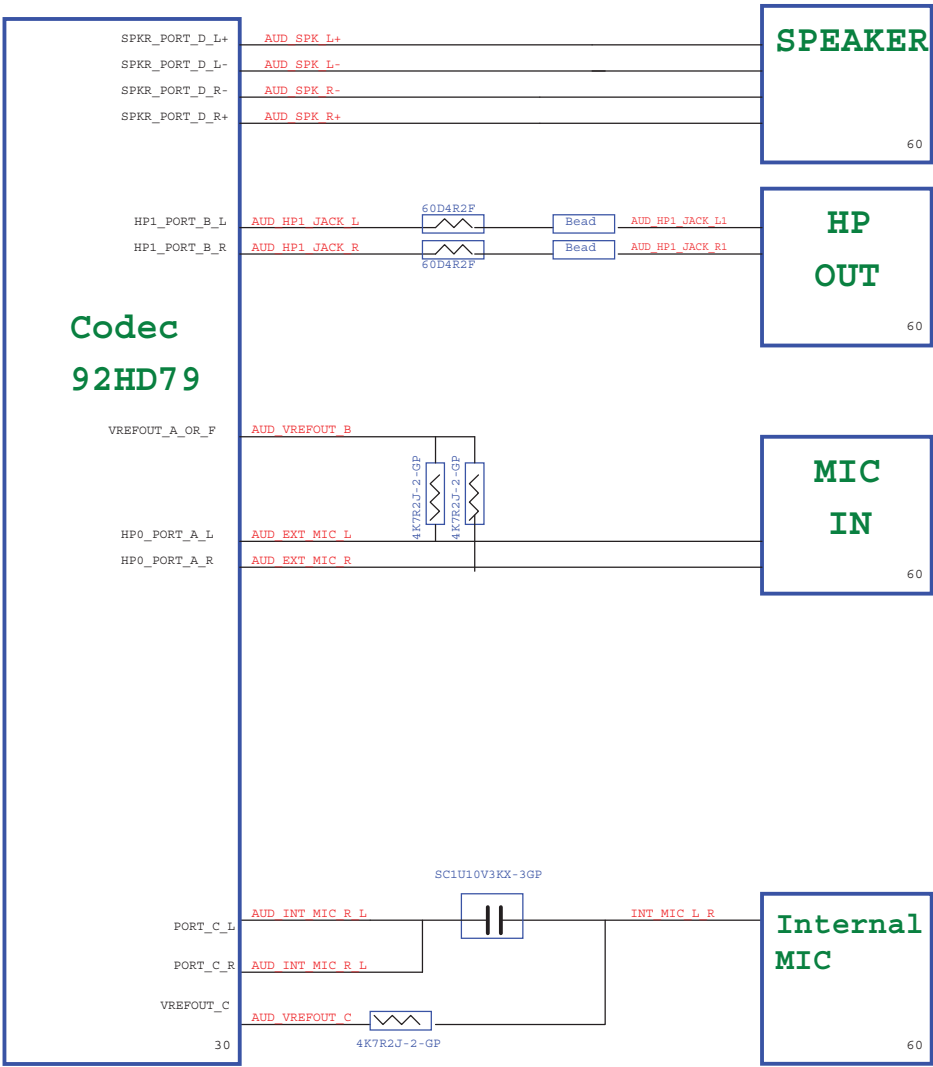 SPKR_PORT_D_L+ AUD_SPK_L+
SPKR_PORT_D_L- AUD_SPK_L-
SPKR_PORT_D_R- AUD_SPK_R-
SPKR_PORT_D_R+ AUD_SPK_R+
SPEAKER
60
60D4R2F
HP1_PORT_B_L AUD_HP1_JACK_L Bead AUD_HP1_JACK_L1
HP1_PORT_B_R AUD_HP1_JACK_R Bead AUD_HP1_JACK_R1
60D4R2F
HP
OUT
60
Codec
92HD79
VREFOUT_A_OR_F AUD_VREFOUT_B
4K7R2J-2-GP
4K7R2J-2-GP
HP0_PORT_A_L AUD_EXT_MIC_L
HP0_PORT_A_R AUD_EXT_MIC_R
MIC
IN
60
SC1U10V3KX-3GP
PORT_C_L AUD_INT_MIC_R_L INT_MIC_L_R
PORT_C_R AUD_INT_MIC_R_L
VREFOUT_C AUD_VREFOUT_C
4K7R2J-2-GP
30
Internal
MIC
60